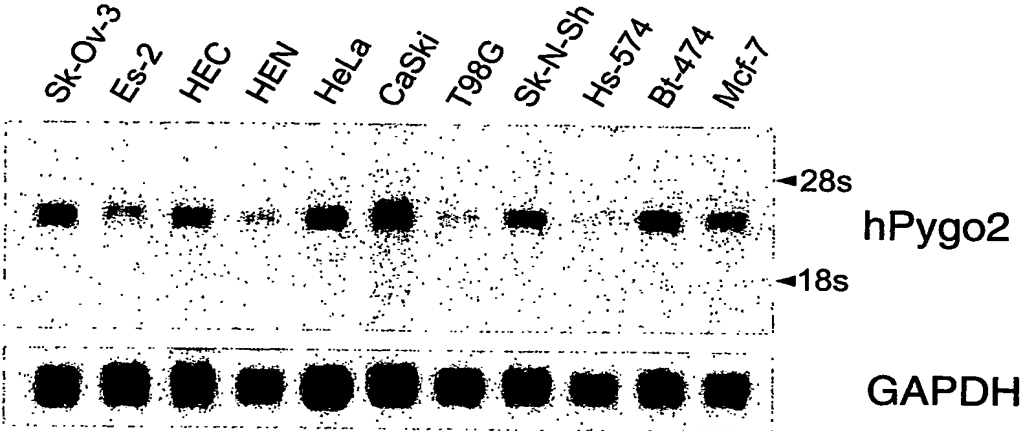 Sk-Ov-3
Es-2
HEC
HEN
HeLa
CaSki
T98G
Sk-N-Sh
Hs-574
Bt-474
Mcf-7
28s
hPygo2
18s
GAPDH